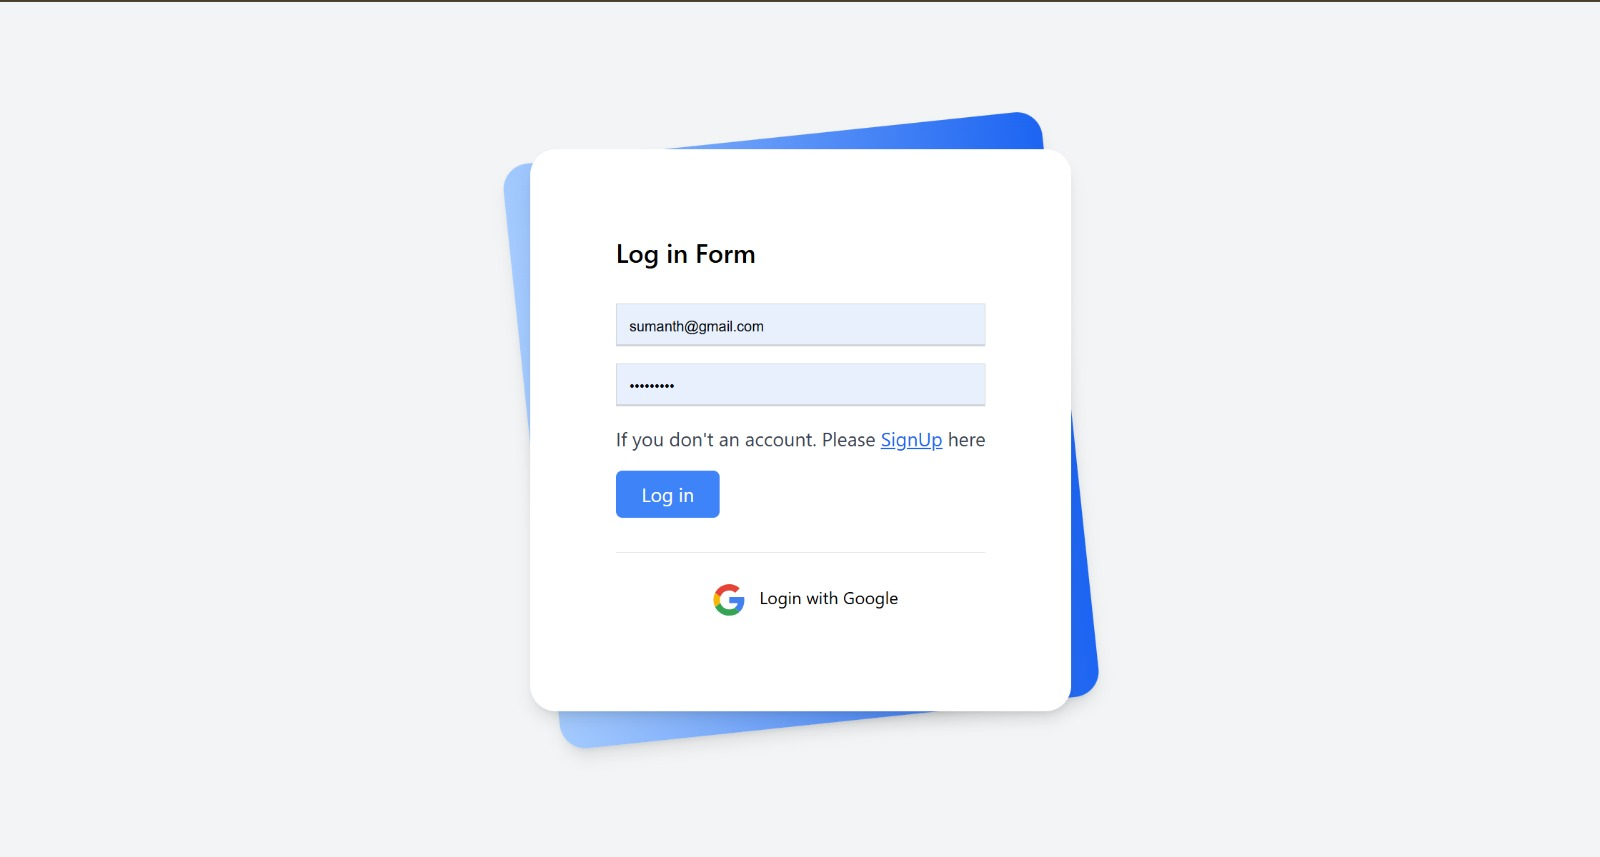 Log in Form
sumanth@gmail.com
•••••••••
If you don't an account. Please SignUp here
Log in
Login with Google